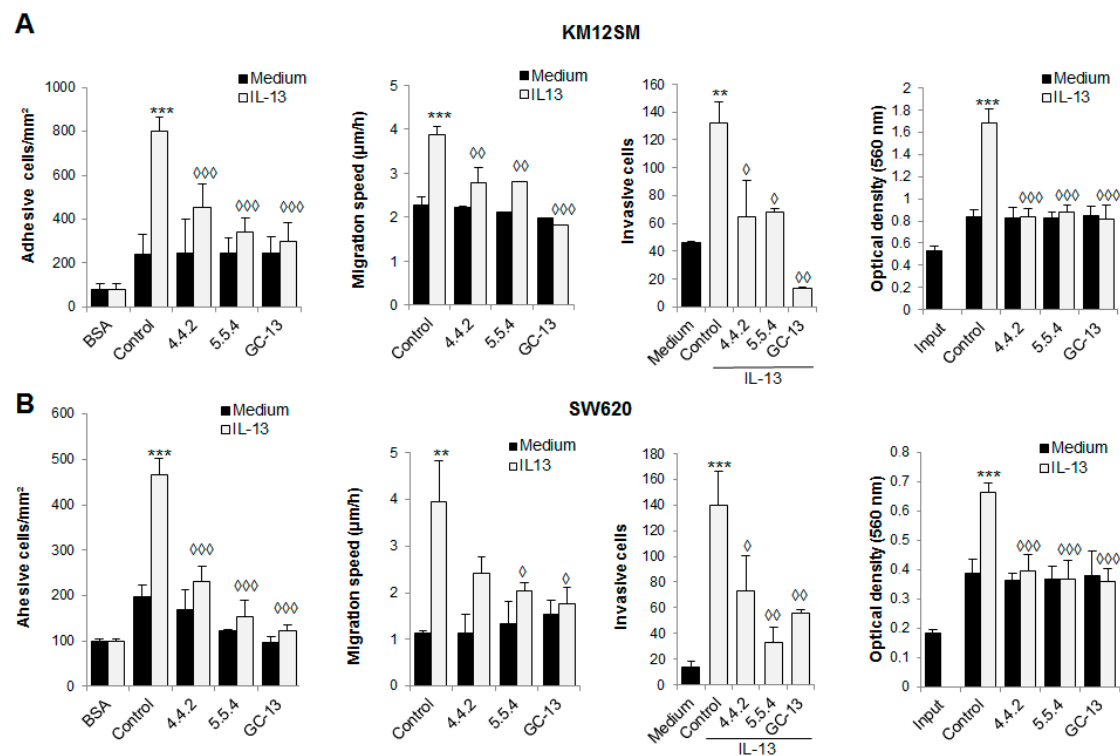 A
KM12SM
Adhesive cells/mm²
1000
800
600
400
200
0
Medium
IL-13
***
◊◊◊
◊◊◊
◊◊◊
BSA
Control
4.4.2
5.5.4
GC-13
Migration speed (µm/h)
5
4
3
2
1
0
Medium
IL13
***
◊◊
◊◊
◊◊◊
Control
4.4.2
5.5.4
GC-13
Invasive cells
160
140
120
100
80
60
40
20
0
**
◊
◊
◊◊
Medium
Control
4.4.2
5.5.4
GC-13
IL-13
Optical density (560 nm)
2
1.8
1.6
1.4
1.2
1
0.8
0.6
0.4
0.2
0
Medium
IL-13
***
◊◊◊
◊◊◊
◊◊◊
Input
Control
4.4.2
5.5.4
GC-13
B
SW620
Ahesive cells/mm²
600
500
400
300
200
100
0
Medium
IL-13
***
◊◊◊
◊◊◊
◊◊◊
BSA
Control
4.4.2
5.5.4
GC-13
Migration speed (µm/h)
5
4
3
2
1
0
Medium
IL13
**
◊
◊
Control
4.4.2
5.5.4
GC-13
Invasive cells
180
160
140
120
100
80
60
40
20
0
***
◊
◊◊
◊◊
Medium
Control
4.4.2
5.5.4
GC-13
IL-13
Optical density (560 nm)
0.8
0.7
0.6
0.5
0.4
0.3
0.2
0.1
0
Medium
IL-13
***
◊◊◊
◊◊◊
◊◊◊
Input
Control
4.4.2
5.5.4
GC-13